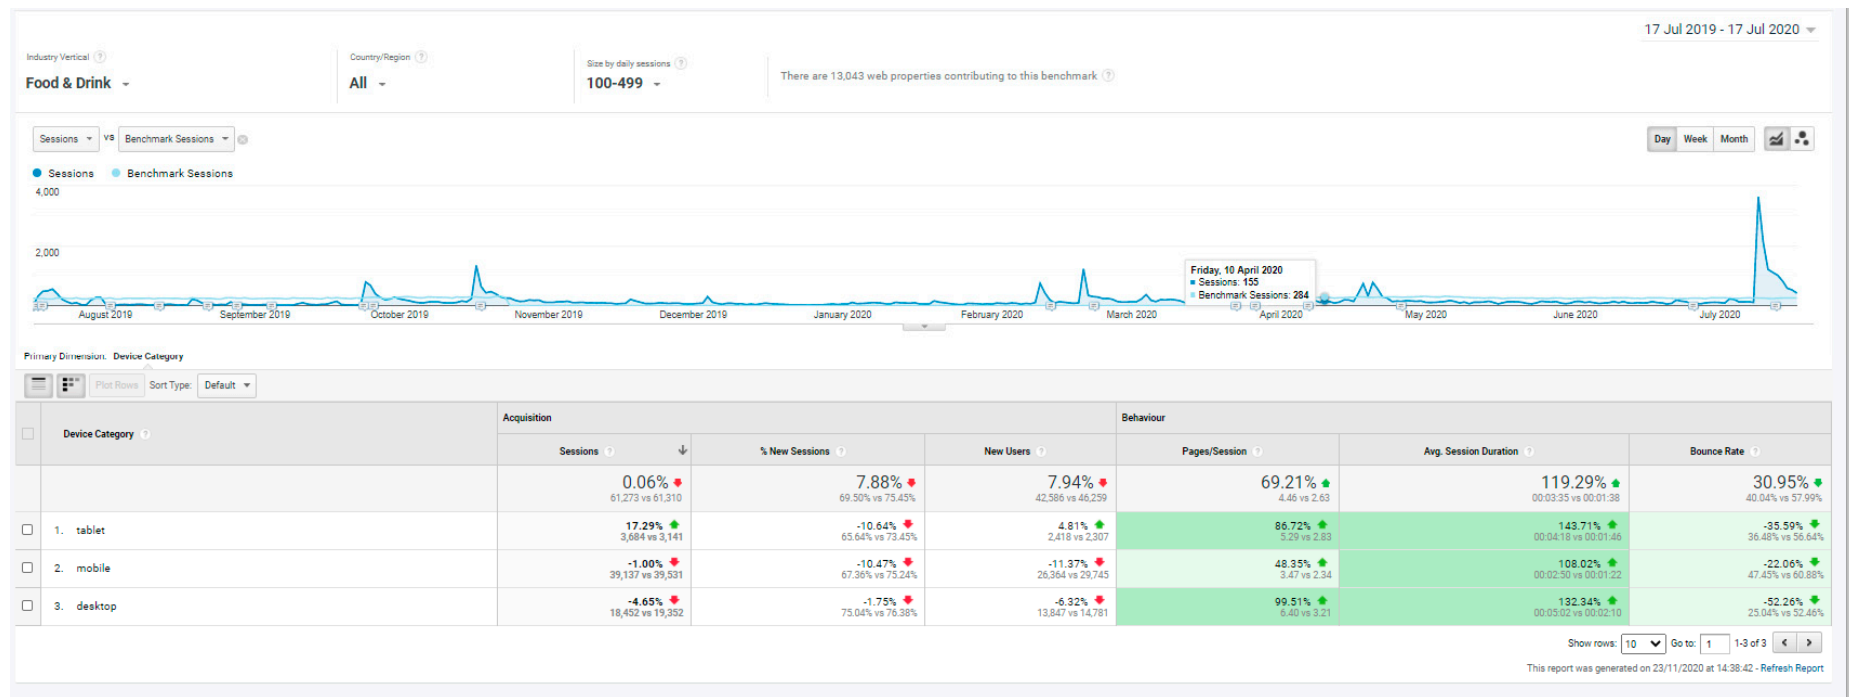 17 Jul 2019 - 17 Jul 2020
Industry Vertical
Country/Region
Size by daily sessions
Food & Drink
All
100-499
There are 13,043 web properties contributing to this benchmark
Sessions vs Benchmark Sessions
Day Week Month
Sessions Benchmark Sessions
4,000
2,000
Friday, 10 April 2020
Sessions: 155
Benchmark Sessions: 284
August 2019 September 2019 October 2019 November 2019 December 2019 January 2020 February 2020 March 2020 April 2020 May 2020 June 2020 July 2020
Primary Dimension: Device Category
Plot Rows Sort Type: Default
Device Category
Acquisition Behaviour
Sessions % New Sessions New Users Pages/Session Avg. Session Duration Bounce Rate
0.06% 7.88% 7.94% 69.21% 119.29% 30.95%
61,273 vs 61,310 69.50% vs 75.45% 42,586 vs 46,259 4.46 vs 2.63 00:03:35 vs 00:01:38 40.04% vs 57.99%
1. tablet 17.29% -10.64% 4.81% 86.72% 143.71% -35.59%
3,684 vs 3,141 65.64% vs 73.45% 2,418 vs 2,307 5.29 vs 2.83 00:04:18 vs 00:01:46 36.48% vs 56.64%
2. mobile -1.00% -10.47% -11.37% 48.35% 108.02% -22.06%
39,137 vs 39,531 67.36% vs 75.24% 26,364 vs 29,745 3.47 vs 2.34 00:02:50 vs 00:01:22 47.45% vs 60.88%
3. desktop -4.65% -1.75% -6.32% 99.51% 132.34% -52.26%
18,452 vs 19,352 75.04% vs 76.38% 13,847 vs 14,781 6.40 vs 3.21 00:05:02 vs 00:02:10 25.04% vs 52.46%
Show rows: 10 Go to: 1 1-3 of 3
This report was generated on 23/11/2020 at 14:38:42 - Refresh Report